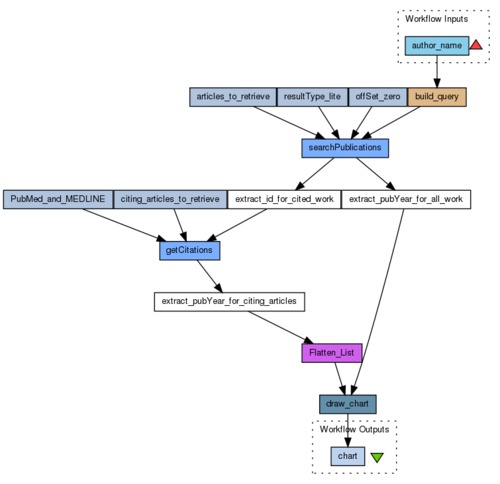 Workflow Inputs
author_name
articles_to_retrieve
resultType_lite
offSet_zero
build_query
searchPublications
PubMed_and_MEDLINE
citing_articles_to_retrieve
extract_id_for_cited_work
extract_pubYear_for_all_work
getCitations
extract_pubYear_for_citing_articles
Flatten_List
draw_chart
Workflow Outputs
chart